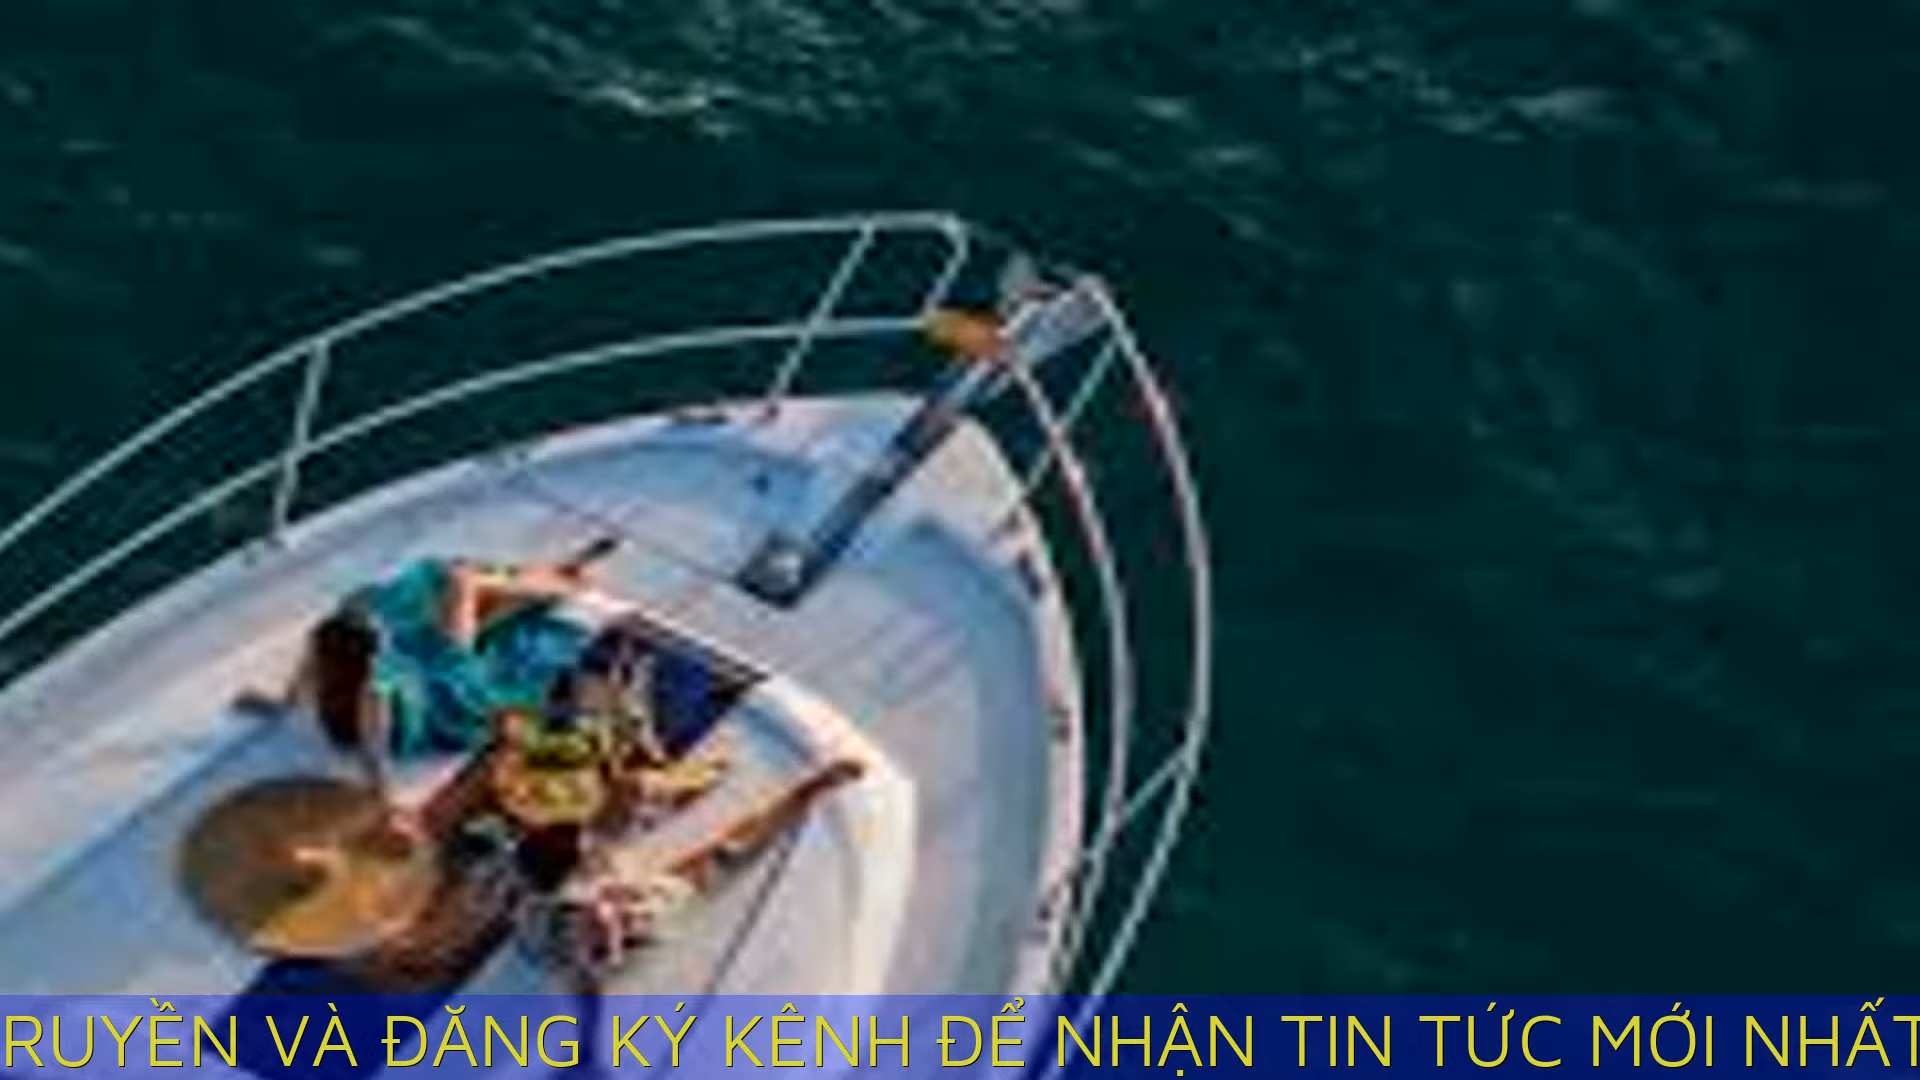 RUYỀN VÀ ĐĂNG KÝ KÊNH ĐỂ NHẬN TIN TỨC MỚI NHẤT